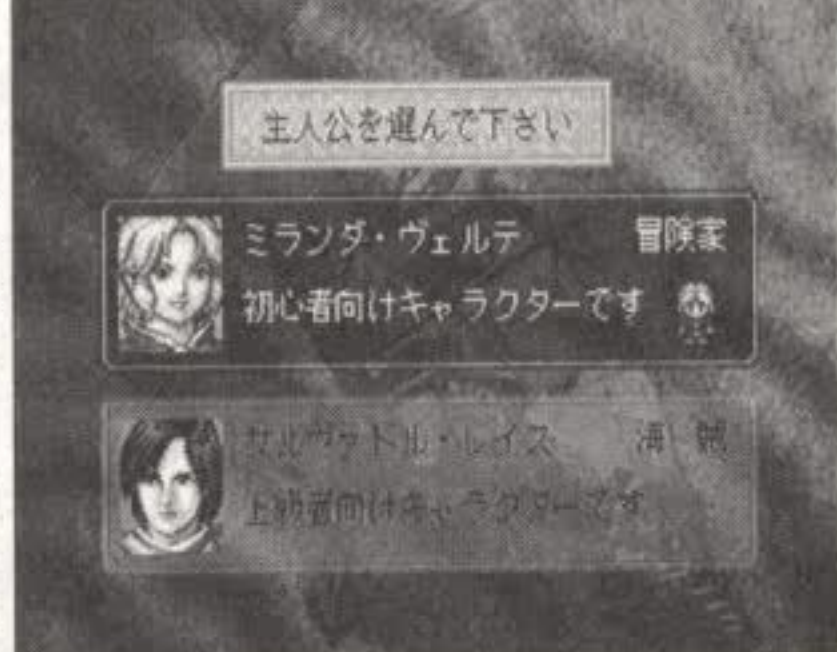 主人公を選んで下さい
ミランダ・ヴェルテ 冒険家
初心者向けキャラクターです
サルヴァトル・レイス 海賊
上級者向けキャラクターです